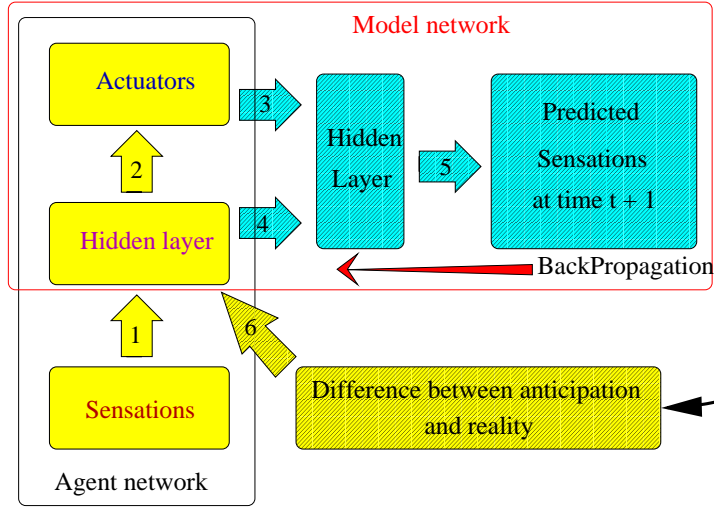 Model network
Actuators
3
Hidden
Layer
Predicted
Sensations
at time t + 1
2
5
4
Hidden layer
BackPropagation
1
6
Sensations
Difference between anticipation
and reality
Agent network